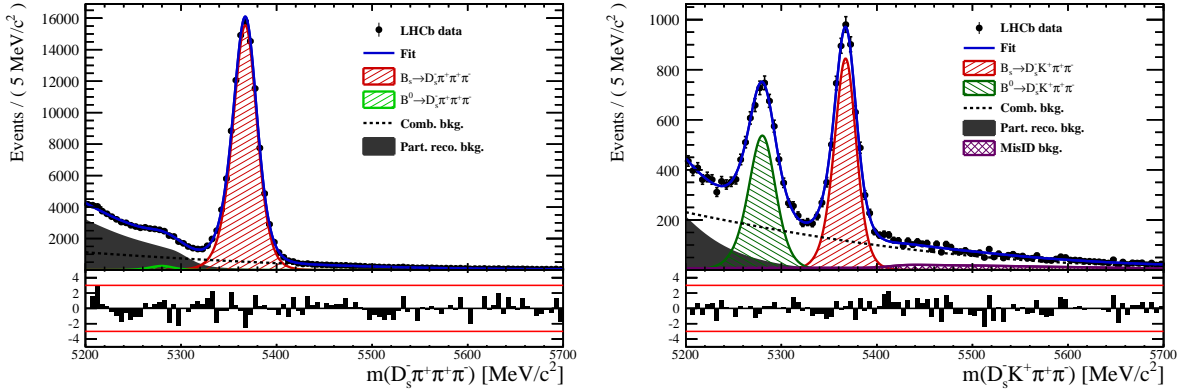 Events / ( 5 MeV/c² )
16000
14000
12000
10000
8000
6000
4000
2000
LHCb data
Fit
Bₛ→Dₛ⁻π⁺π⁺π⁻
B⁰→Dₛ⁻π⁺π⁺π⁻
Comb. bkg.
Part. reco. bkg.
4
2
0
−2
−4
5200 5300 5400 5500 5600 5700
m(Dₛ⁻π⁺π⁺π⁻) [MeV/c²]
Events / ( 5 MeV/c² )
1000
800
600
400
200
LHCb data
Fit
Bₛ→Dₛ⁻K⁺π⁺π⁻
B⁰→Dₛ⁻K⁺π⁺π⁻
Comb. bkg.
Part. reco. bkg.
MisID bkg.
4
2
0
−2
−4
5200 5300 5400 5500 5600 5700
m(Dₛ⁻K⁺π⁺π⁻) [MeV/c²]